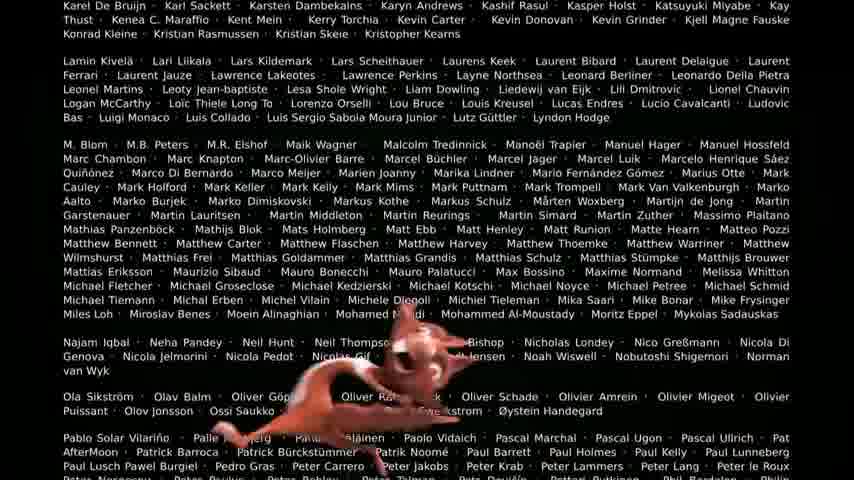 Karel De Bruijn · Karl Sackett · Karsten Dambekalns · Karyn Andrews · Kashif Rasul · Kasper Holst · Katsuyuki Miyabe · Kay
Thust · Kenea C. Maraffio · Kent Mein · Kerry Torchia · Kevin Carter · Kevin Donovan · Kevin Grinder · Kjell Magne Fauske
Konrad Kleine · Kristian Rasmussen · Kristian Skeie · Kristopher Kearns
Lamin Kivelä · Lari Liikala · Lars Kildemark · Lars Scheithauer · Laurens Keek · Laurent Bibard · Laurent Delaigue · Laurent
Ferrari · Laurent Jauze · Lawrence Lakeotes · Lawrence Perkins · Layne Northsea · Leonard Berliner · Leonardo Della Pietra
Leonel Martins · Leoty Jean-baptiste · Lesa Shole Wright · Liam Dowling · Liedewij van Eijk · Lili Dmitrovic · Lionel Chauvin
Logan McCarthy · Loïc Thiele Long To · Lorenzo Orselli · Lou Bruce · Louis Kreusel · Lucas Endres · Lucio Cavalcanti · Ludovic
Bas · Luigi Monaco · Luis Collado · Luis Sergio Saboia Moura Junior · Lutz Güttler · Lyndon Hodge
M. Blom · M.B. Peters · M.R. Elshof · Maik Wagner · Malcolm Tredinnick · Manoël Trapier · Manuel Hager · Manuel Hossfeld
Marc Chambon · Marc Knapton · Marc-Olivier Barre · Marcel Büchler · Marcel Jager · Marcel Luik · Marcelo Henrique Sáez
Quiñónez · Marco Di Bernardo · Marco Meijer · Marien Joanny · Marika Lindner · Mario Fernández Gómez · Marius Otte · Mark
Cauley · Mark Hofford · Mark Keller · Mark Kelly · Mark Mims · Mark Puttnam · Mark Trompell · Mark Van Valkenburgh · Marko
Aalto · Marko Burjek · Marko Dimiskovski · Markus Kothe · Markus Schulz · Mårten Woxberg · Martijn de Jong · Martin
Garstenauer · Martin Lauritsen · Martin Middleton · Martin Reurings · Martin Simard · Martin Zuther · Massimo Plaitano
Mathias Panzenböck · Mathijs Blok · Mats Holmberg · Matt Ebb · Matt Henley · Matt Runion · Matte Hearn · Matteo Pozzi
Matthew Bennett · Matthew Carter · Matthew Flaschen · Matthew Harvey · Matthew Thoemke · Matthew Warriner · Matthew
Wilmshurst · Matthias Frei · Matthias Goldammer · Matthias Grandis · Matthias Schulz · Matthias Stümpke · Matthijs Brouwer
Mattias Eriksson · Maurizio Sibaud · Mauro Bonecchi · Mauro Palatucci · Max Bossino · Maxime Normand · Melissa Whitton
Michael Fletcher · Michael Groseclose · Michael Kedzierski · Michael Kotschi · Michael Noyce · Michael Petree · Michael Schmid
Michael Tiemann · Michal Erben · Michel Vilain · Michele Diegoli · Michiel Tieleman · Mika Saari · Mike Bonar · Mike Frysinger
Miles Loh · Miroslav Benes · Moein Alinaghian · Mohamed · Mohammed Al-Moustady · Moritz Eppel · Mykolas Sadauskas
Najam Iqbal · Neha Pandey · Neil Hunt · Neil Bishop · Nicholas Londey · Nico Greßmann · Nicola Di
Genova · Nicola Jelmorini · Nicola Pedot · Nicolas · Jensen · Noah Wiswell · Nobutoshi Shigemori · Norman
van Wyk
Ola Sikström · Olav Balm · Oliver · Oliver · Oliver Schade · Olivier Amrein · Olivier Migeot · Olivier
Puissant · Olov Jonsson · Ossi Saukko · Øystein Handegard
Pablo Solar Vilariño · Paolo Vidaich · Pascal Marchal · Pascal Ugon · Pascal Ullrich · Pat
AfterMoon · Patrick Barroca · Patrick Bürckstümmer · Patrik Noomé · Paul Barrett · Paul Holmes · Paul Kelly · Paul Lunneberg
Paul Lusch Pawel Burgiel · Pedro Gras · Peter Carrero · Peter Jakobs · Peter Krab · Peter Lammers · Peter Lang · Peter le Roux